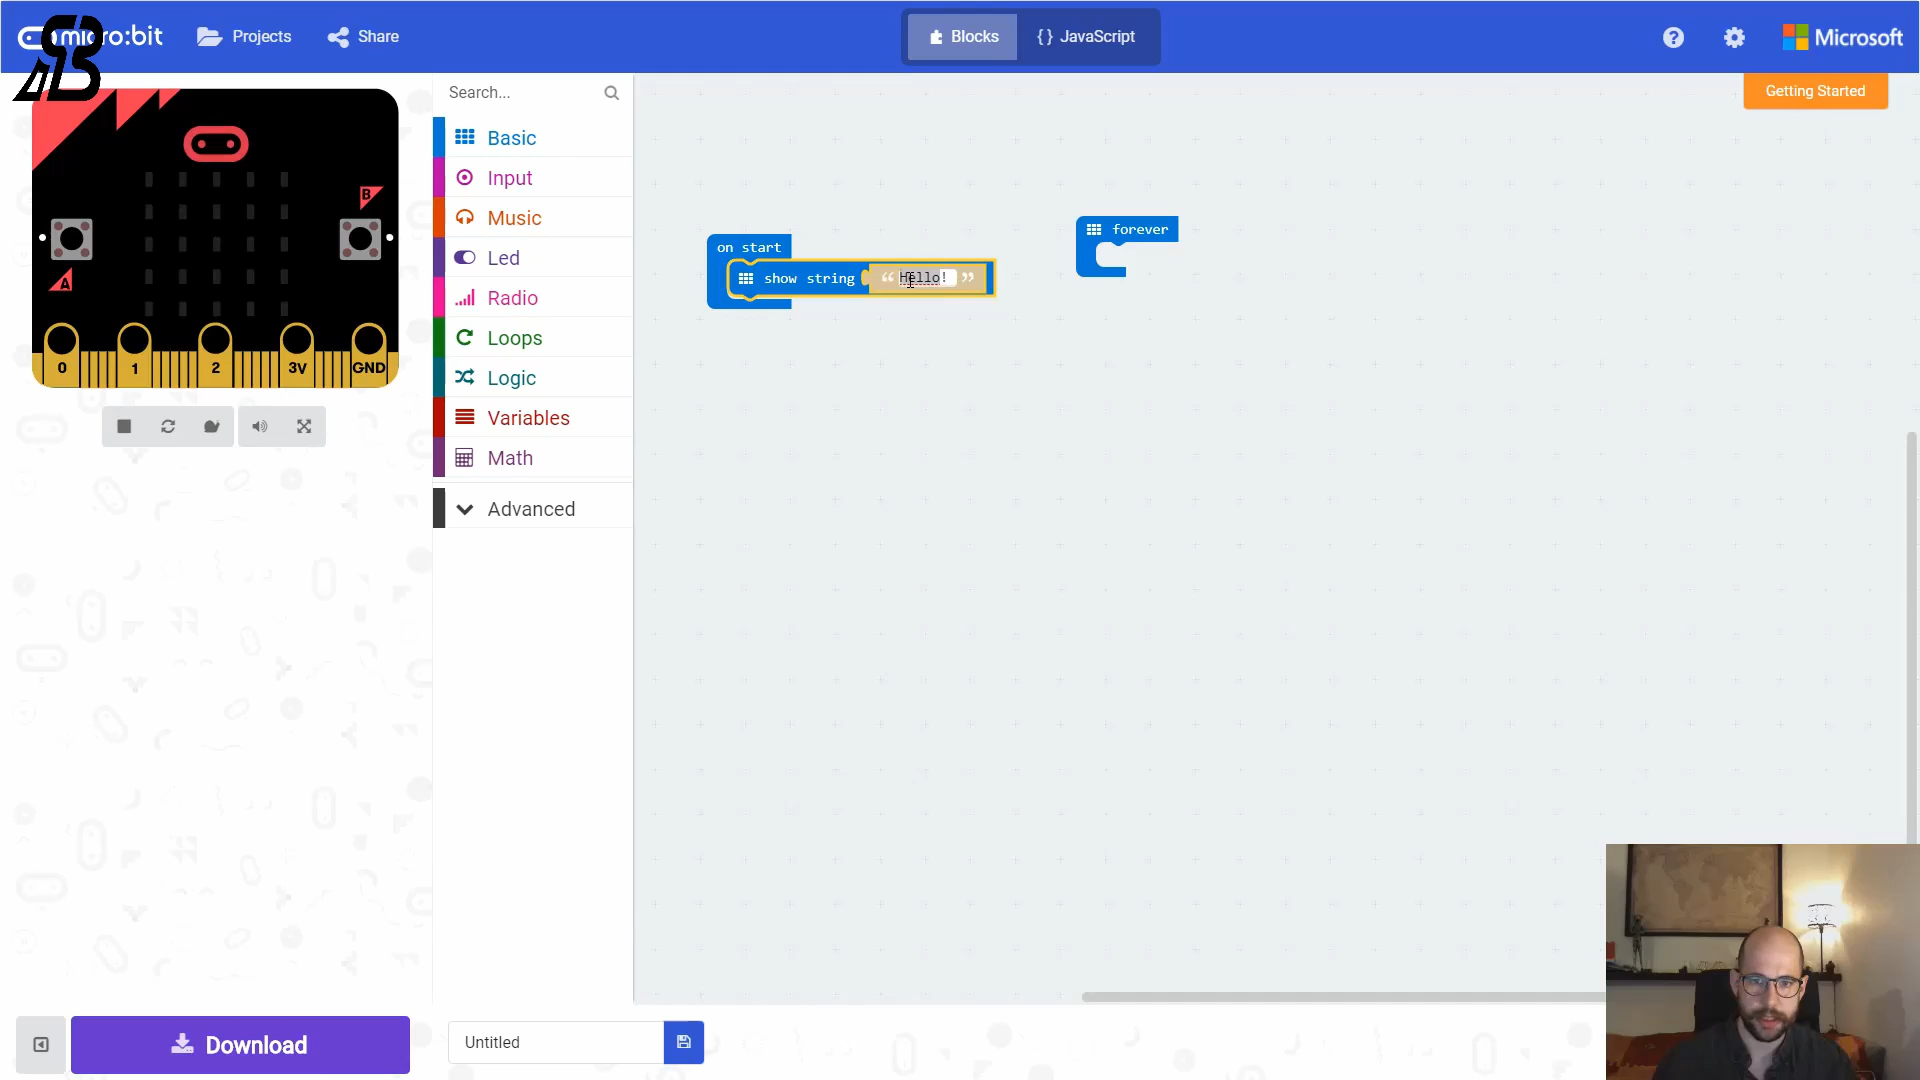 micro:bit
Projects
Share
Blocks
{ } JavaScript
?
Microsoft
SB
Getting Started
Search...
Basic
Input
Music
Led
Radio
Loops
Logic
Variables
Math
Advanced
on start
show string “ Hello! ”
forever
B
A
0 1 2 3V GND
Download
Untitled